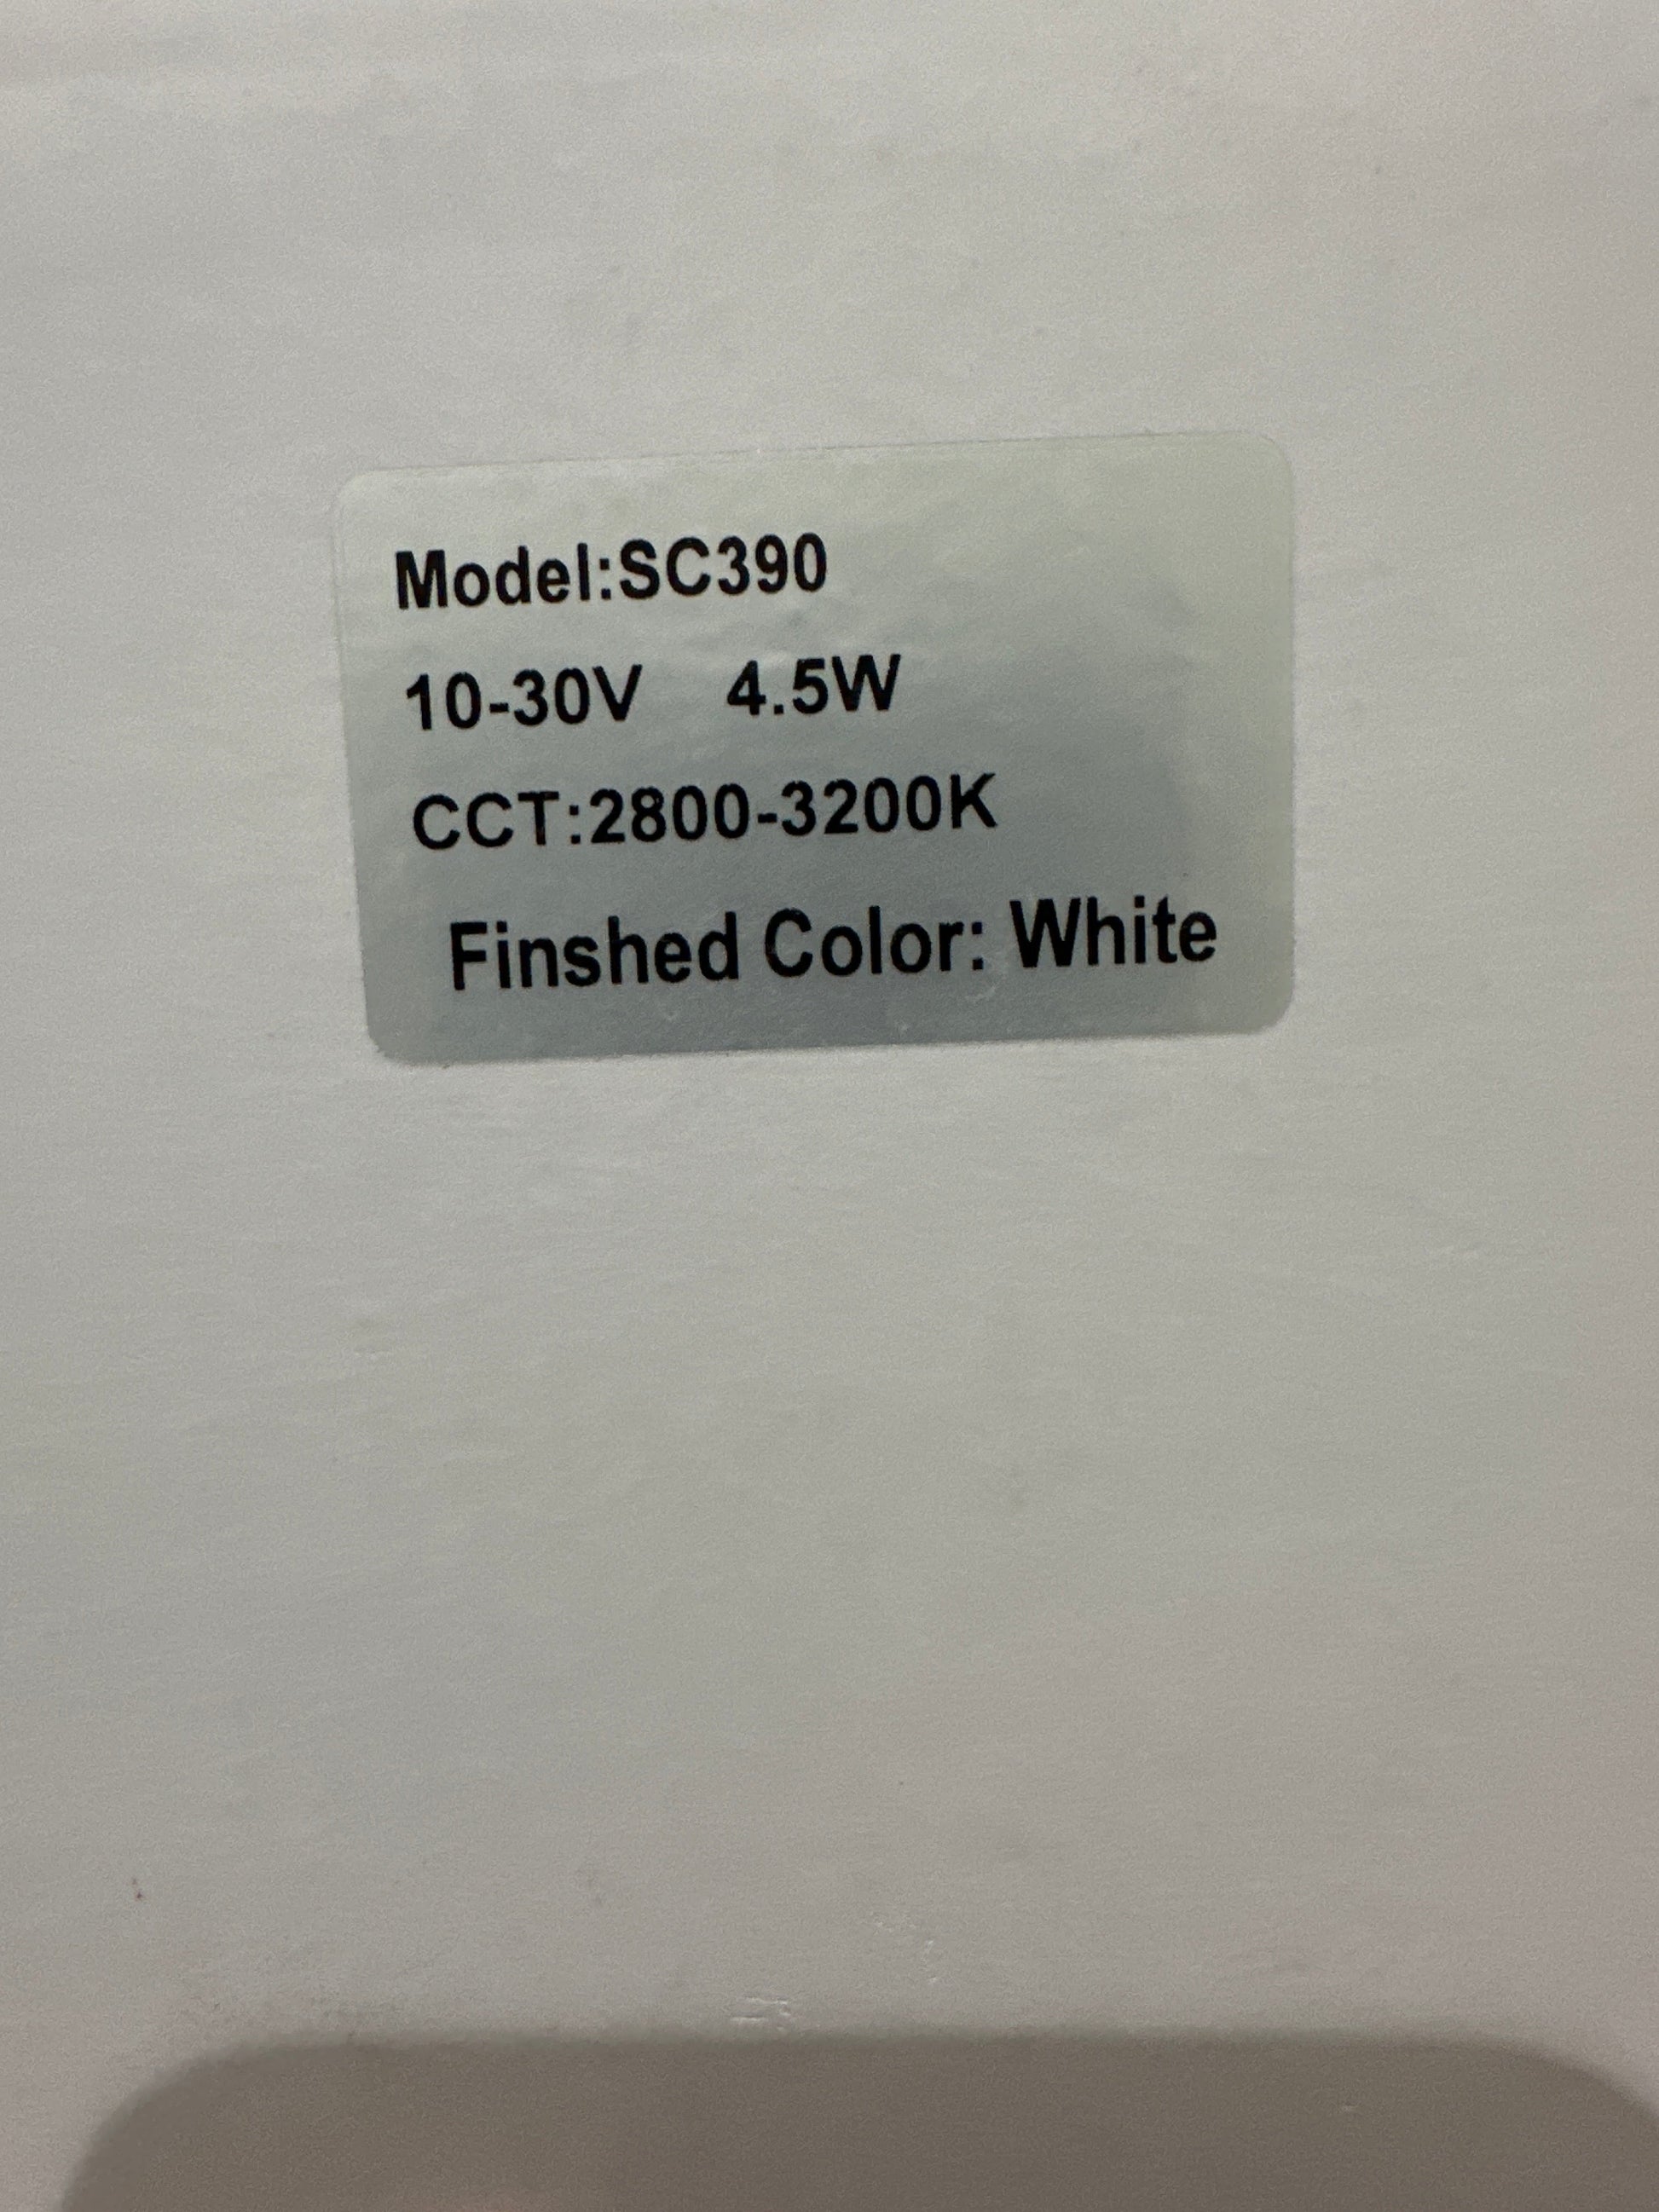 Model:SC390
10-30V 4.5W
CCT:2800-3200K
Finshed Color: White